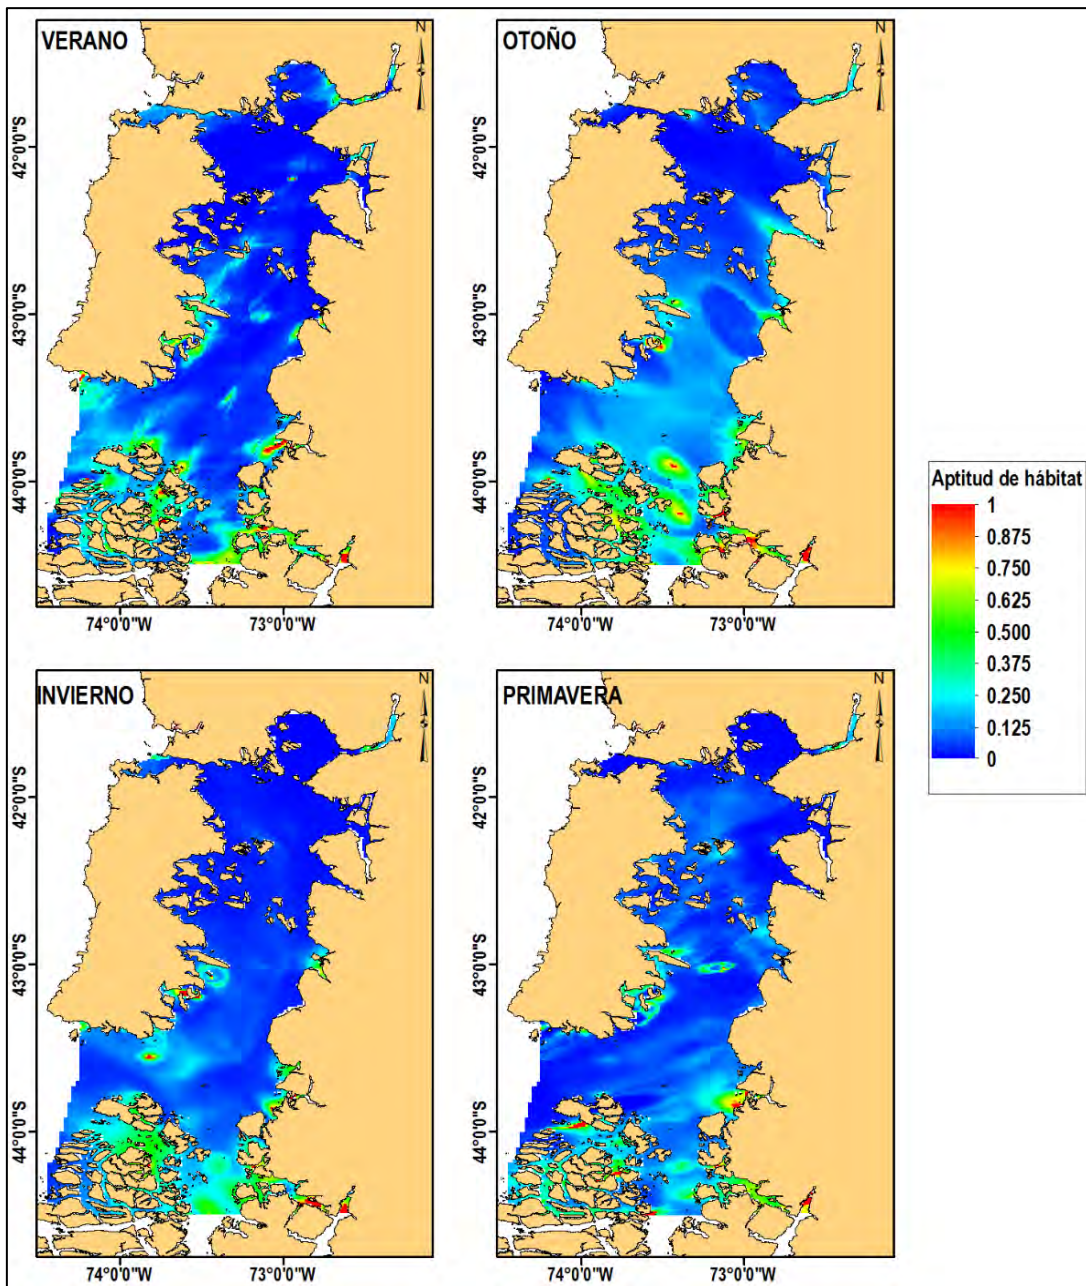 VERANO
N
42°0'0"S
43°0'0"S
44°0'0"S
74°0'0"W
73°0'0"W
OTOÑO
N
42°0'0"S
43°0'0"S
44°0'0"S
74°0'0"W
73°0'0"W
Aptitud de hábitat
1
0.875
0.750
0.625
0.500
0.375
0.250
0.125
0
INVIERNO
N
42°0'0"S
43°0'0"S
44°0'0"S
74°0'0"W
73°0'0"W
PRIMAVERA
N
42°0'0"S
43°0'0"S
44°0'0"S
74°0'0"W
73°0'0"W